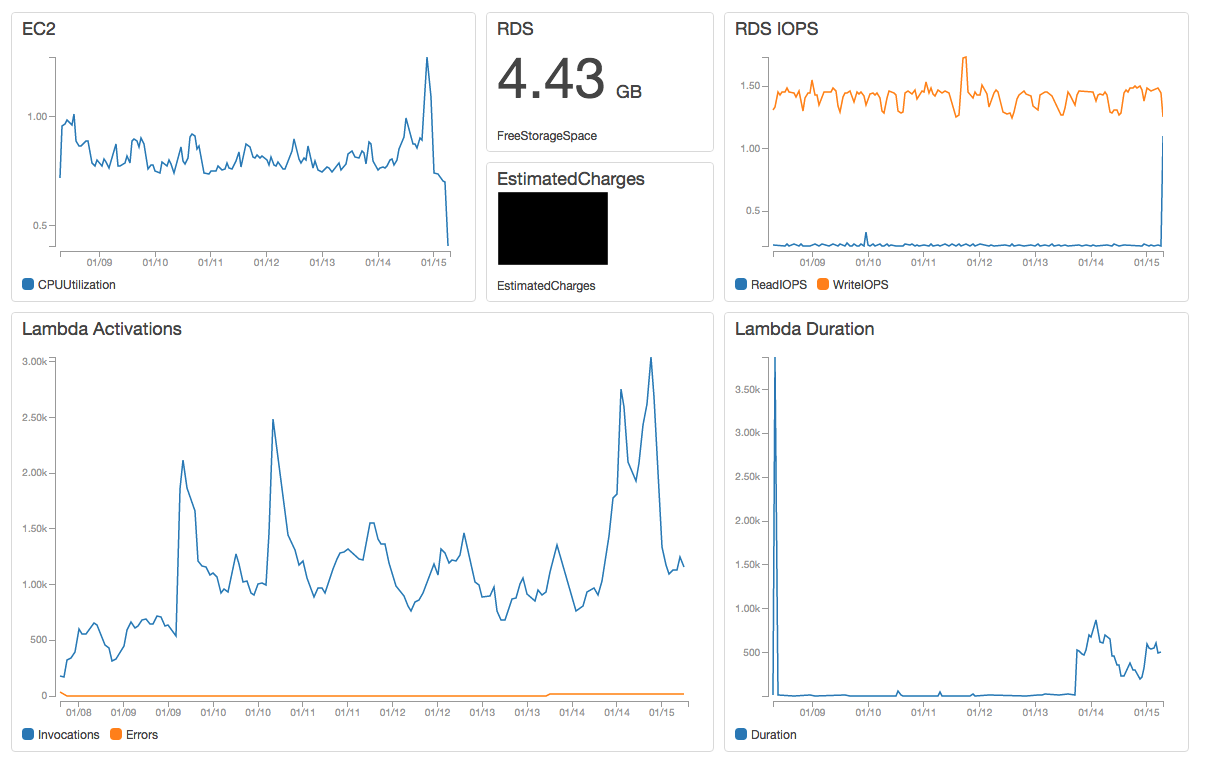 EC2
1.00
0.5
01/09 01/10 01/11 01/12 01/13 01/14 01/15
CPUUtilization
RDS
4.43 GB
FreeStorageSpace
EstimatedCharges
EstimatedCharges
RDS IOPS
1.50
1.00
0.5
01/09 01/10 01/11 01/12 01/13 01/14 01/15
ReadIOPS WriteIOPS
Lambda Activations
3.00k
2.50k
2.00k
1.50k
1.00k
500
0
01/08 01/09 01/09 01/10 01/10 01/11 01/11 01/12 01/12 01/13 01/13 01/14 01/14 01/15
Invocations Errors
Lambda Duration
3.50k
3.00k
2.50k
2.00k
1.50k
1.00k
500
01/09 01/10 01/11 01/12 01/13 01/14 01/15
Duration